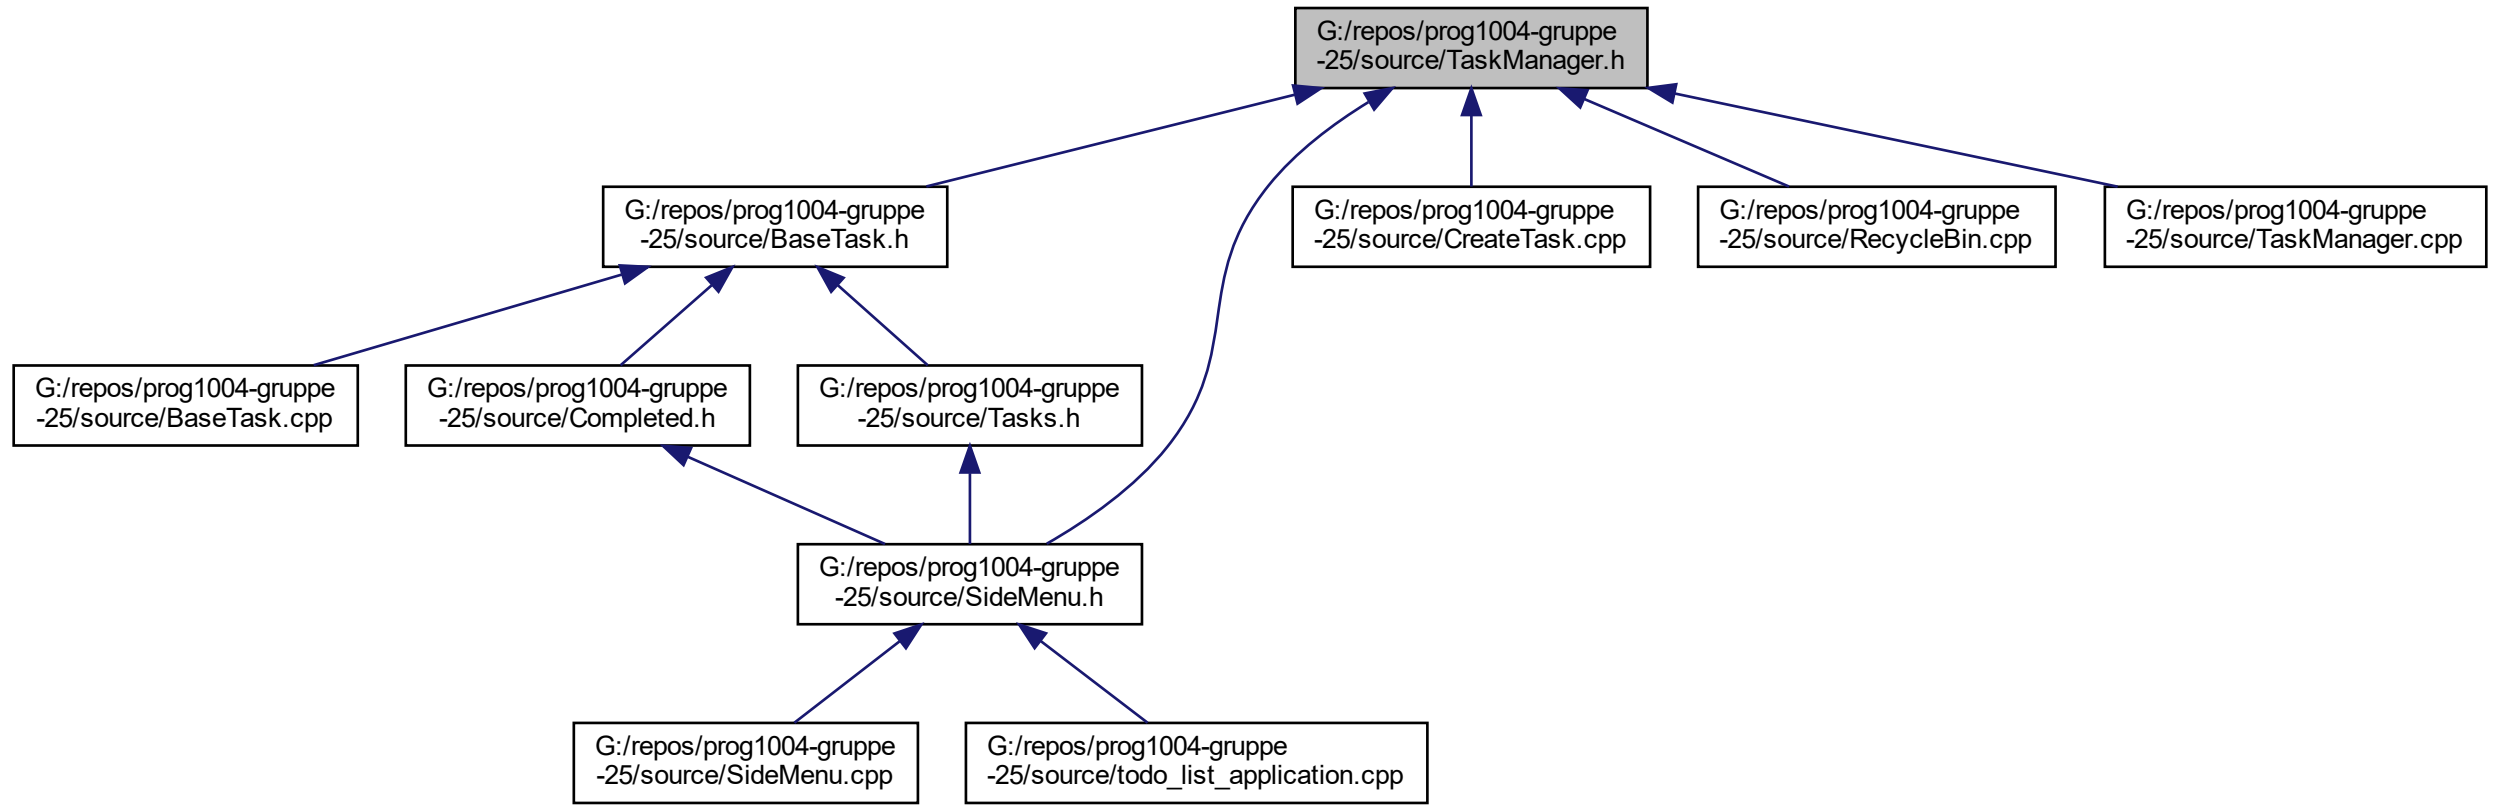 G:/repos/prog1004-gruppe
-25/source/TaskManager.h
G:/repos/prog1004-gruppe
-25/source/BaseTask.h
G:/repos/prog1004-gruppe
-25/source/CreateTask.cpp
G:/repos/prog1004-gruppe
-25/source/RecycleBin.cpp
G:/repos/prog1004-gruppe
-25/source/TaskManager.cpp
G:/repos/prog1004-gruppe
-25/source/BaseTask.cpp
G:/repos/prog1004-gruppe
-25/source/Completed.h
G:/repos/prog1004-gruppe
-25/source/Tasks.h
G:/repos/prog1004-gruppe
-25/source/SideMenu.h
G:/repos/prog1004-gruppe
-25/source/SideMenu.cpp
G:/repos/prog1004-gruppe
-25/source/todo_list_application.cpp